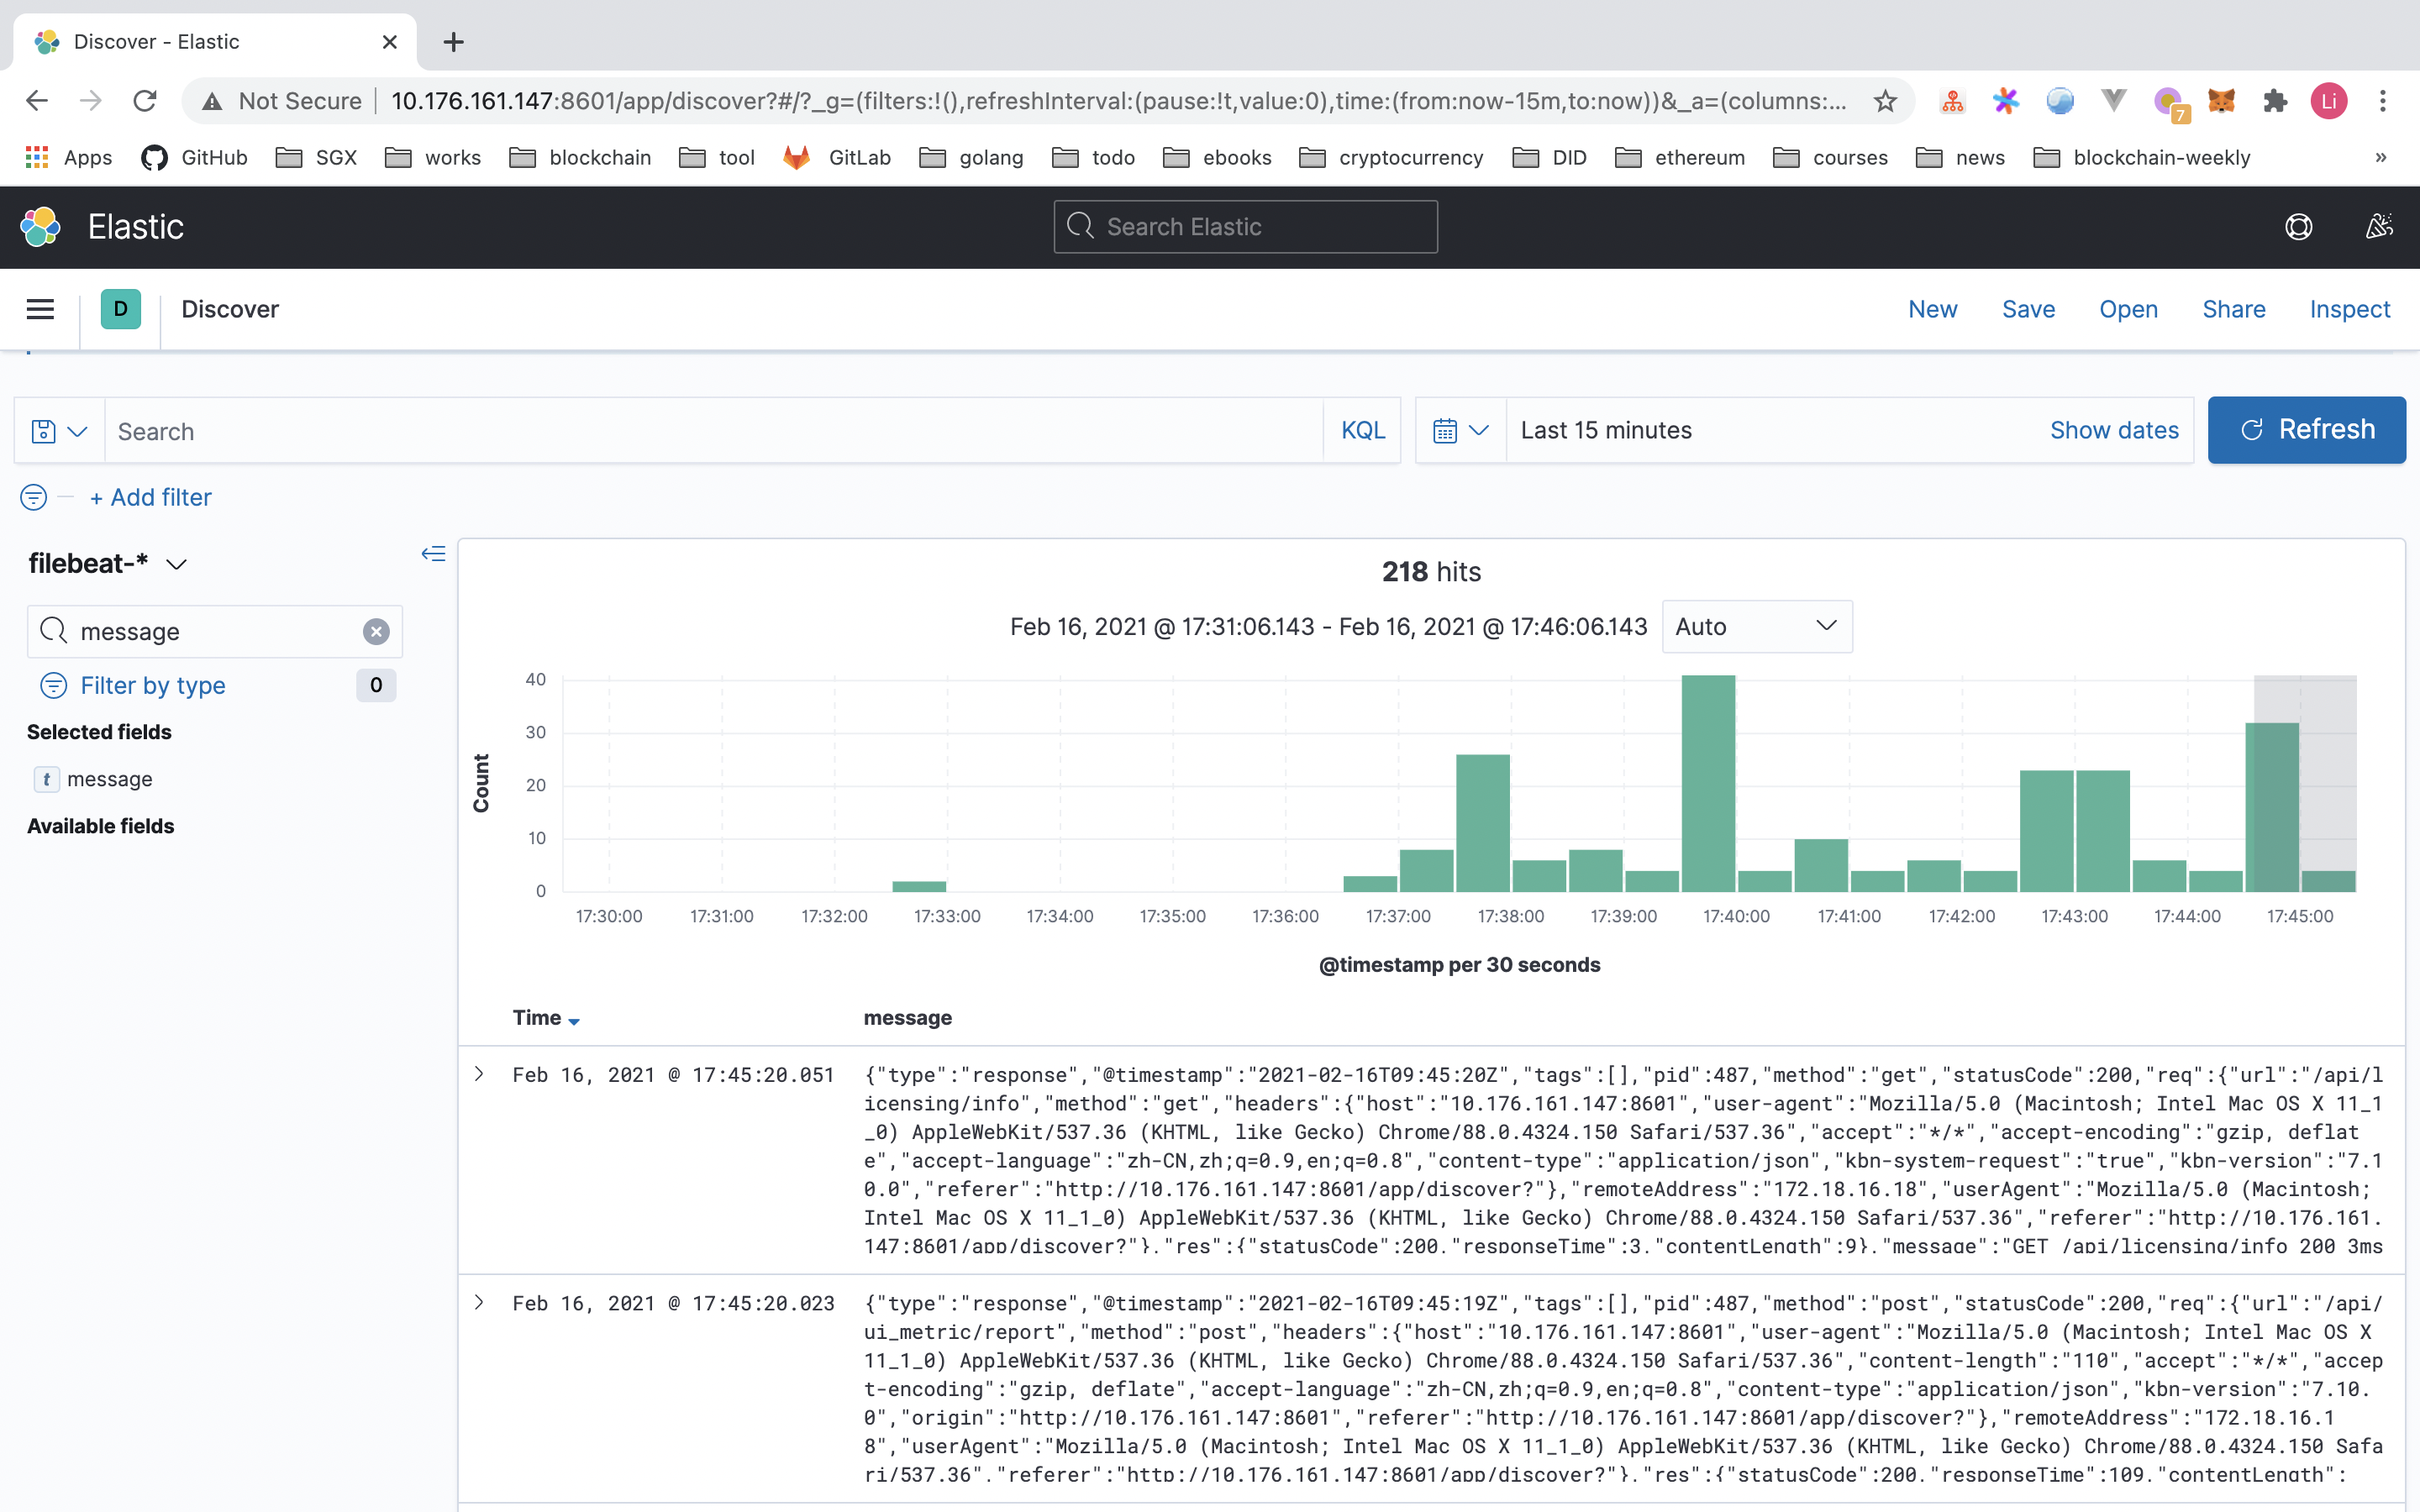 Discover - Elastic
Not Secure 10.176.161.147:8601/app/discover?#/?_g=(filters:!(),refreshInterval:(pause:!t,value:0),time:(from:now-15m,to:now))&_a=(columns:...
7
Li
Apps GitHub SGX works blockchain tool GitLab golang todo ebooks cryptocurrency DID ethereum courses news blockchain-weekly »
Elastic
Search Elastic
D Discover New Save Open Share Inspect
Search KQL Last 15 minutes Show dates Refresh
+ Add filter
filebeat-*
message
Filter by type 0
Selected fields
t message
Available fields
218 hits
Feb 16, 2021 @ 17:31:06.143 - Feb 16, 2021 @ 17:46:06.143 Auto
40
30
20
10
0
Count
17:30:00 17:31:00 17:32:00 17:33:00 17:34:00 17:35:00 17:36:00 17:37:00 17:38:00 17:39:00 17:40:00 17:41:00 17:42:00 17:43:00 17:44:00 17:45:00
@timestamp per 30 seconds
Time message
Feb 16, 2021 @ 17:45:20.051 {"type":"response","@timestamp":"2021-02-16T09:45:20Z","tags":[],"pid":487,"method":"get","statusCode":200,"req":{"url":"/api/l
icensing/info","method":"get","headers":{"host":"10.176.161.147:8601","user-agent":"Mozilla/5.0 (Macintosh; Intel Mac OS X 11_1
_0) AppleWebKit/537.36 (KHTML, like Gecko) Chrome/88.0.4324.150 Safari/537.36","accept":"*/*","accept-encoding":"gzip, deflat
e","accept-language":"zh-CN,zh;q=0.9,en;q=0.8","content-type":"application/json","kbn-system-request":"true","kbn-version":"7.1
0.0","referer":"http://10.176.161.147:8601/app/discover?"},"remoteAddress":"172.18.16.18","userAgent":"Mozilla/5.0 (Macintosh;
Intel Mac OS X 11_1_0) AppleWebKit/537.36 (KHTML, like Gecko) Chrome/88.0.4324.150 Safari/537.36","referer":"http://10.176.161.
147:8601/app/discover?"},"res":{"statusCode":200,"responseTime":3,"contentLength":9},"message":"GET /api/licensing/info 200 3ms
Feb 16, 2021 @ 17:45:20.023 {"type":"response","@timestamp":"2021-02-16T09:45:19Z","tags":[],"pid":487,"method":"post","statusCode":200,"req":{"url":"/api/
ui_metric/report","method":"post","headers":{"host":"10.176.161.147:8601","user-agent":"Mozilla/5.0 (Macintosh; Intel Mac OS X
11_1_0) AppleWebKit/537.36 (KHTML, like Gecko) Chrome/88.0.4324.150 Safari/537.36","content-length":"110","accept":"*/*","accep
t-encoding":"gzip, deflate","accept-language":"zh-CN,zh;q=0.9,en;q=0.8","content-type":"application/json","kbn-version":"7.10.
0","origin":"http://10.176.161.147:8601","referer":"http://10.176.161.147:8601/app/discover?"},"remoteAddress":"172.18.16.1
8","userAgent":"Mozilla/5.0 (Macintosh; Intel Mac OS X 11_1_0) AppleWebKit/537.36 (KHTML, like Gecko) Chrome/88.0.4324.150 Safa
ri/537.36","referer":"http://10.176.161.147:8601/app/discover?"},"res":{"statusCode":200,"responseTime":109,"contentLength":